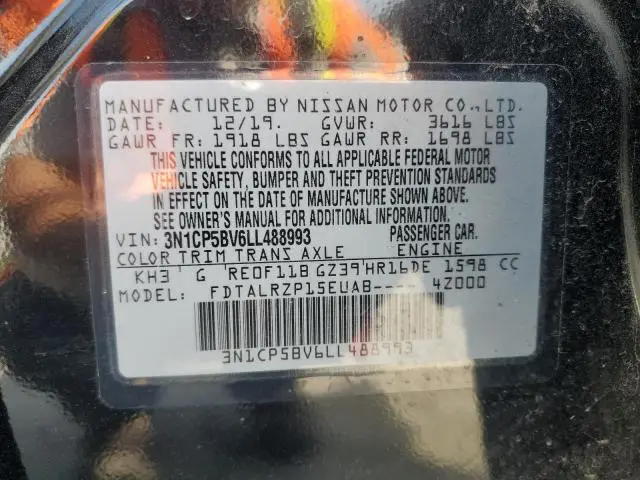 MANUFACTURED BY NISSAN MOTOR CO.,LTD.
DATE: 12/19. GVWR: 3616 LBS
GAWR FR: 1918 LBS GAWR RR: 1698 LBS
THIS VEHICLE CONFORMS TO ALL APPLICABLE FEDERAL MOTOR
VEHICLE SAFETY, BUMPER AND THEFT PREVENTION STANDARDS
IN EFFECT ON THE DATE OF MANUFACTURE SHOWN ABOVE.
SEE OWNER'S MANUAL FOR ADDITIONAL INFORMATION.
VIN: 3N1CP5BV6LL488993 PASSENGER CAR.
COLOR TRIM TRANS AXLE ENGINE
KH3 G RE0F11B GZ39 HR16DE 1598 CC
MODEL: FDTALRZP15EUAB---- 4Z000
3N1CP5BV6LL488993